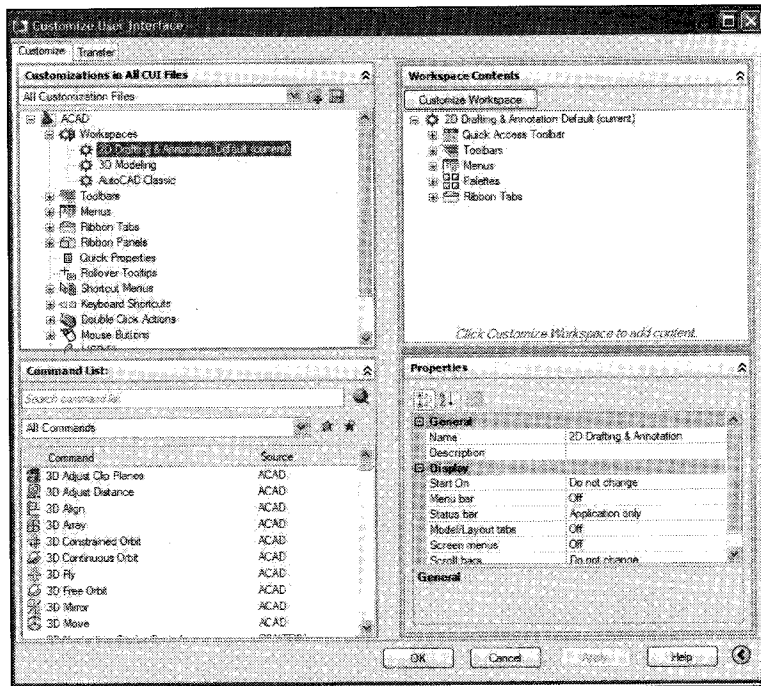 Customize User Interface
Customize Transfer
Customizations in All CUI Files
All Customization Files
ACAD
Workspaces
2D Drafting & Annotation Default (current)
3D Modeling
AutoCAD Classic
Toolbars
Menus
Ribbon Tabs
Ribbon Panels
Quick Properties
Rollover Tooltips
Shortcut Menus
Keyboard Shortcuts
Double Click Actions
Mouse Buttons
Workspace Contents
Customize Workspace
2D Drafting & Annotation Default (current)
Quick Access Toolbar
Toolbars
Menus
Palettes
Ribbon Tabs
Click Customize Workspace to add content.
Command List:
Search command list
All Commands
Command Source
3D Adjust Clip Planes ACAD
3D Adjust Distance ACAD
3D Align ACAD
3D Array ACAD
3D Constrained Orbit ACAD
3D Continuous Orbit ACAD
3D Fly ACAD
3D Free Orbit ACAD
3D Mirror ACAD
3D Move ACAD
Properties
General
Name 2D Drafting & Annotation
Description
Display
Start On Do not change
Menu bar Off
Status bar Application only
Model/Layout tabs Off
Screen menus Off
Scroll bars Do not change
General
OK Cancel Apply Help